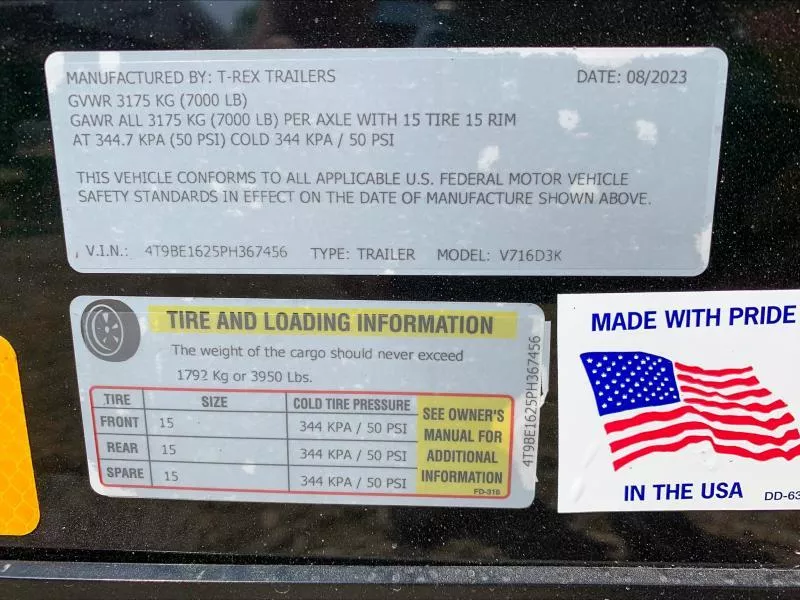 MANUFACTURED BY: T-REX TRAILERS DATE: 08/2023
GVWR 3175 KG (7000 LB)
GAWR ALL 3175 KG (7000 LB) PER AXLE WITH 15 TIRE 15 RIM
AT 344.7 KPA (50 PSI) COLD 344 KPA / 50 PSI
THIS VEHICLE CONFORMS TO ALL APPLICABLE U.S. FEDERAL MOTOR VEHICLE
SAFETY STANDARDS IN EFFECT ON THE DATE OF MANUFACTURE SHOWN ABOVE.
V.I.N.: 4T9BE1625PH367456 TYPE: TRAILER MODEL: V716D3K
TIRE AND LOADING INFORMATION
The weight of the cargo should never exceed
1792 Kg or 3950 Lbs.
TIRE SIZE COLD TIRE PRESSURE
FRONT 15 344 KPA / 50 PSI
REAR 15 344 KPA / 50 PSI
SPARE 15 344 KPA / 50 PSI
SEE OWNER'S
MANUAL FOR
ADDITIONAL
INFORMATION
FD-316
4T9BE1625PH367456
MADE WITH PRIDE
IN THE USA
DD-63